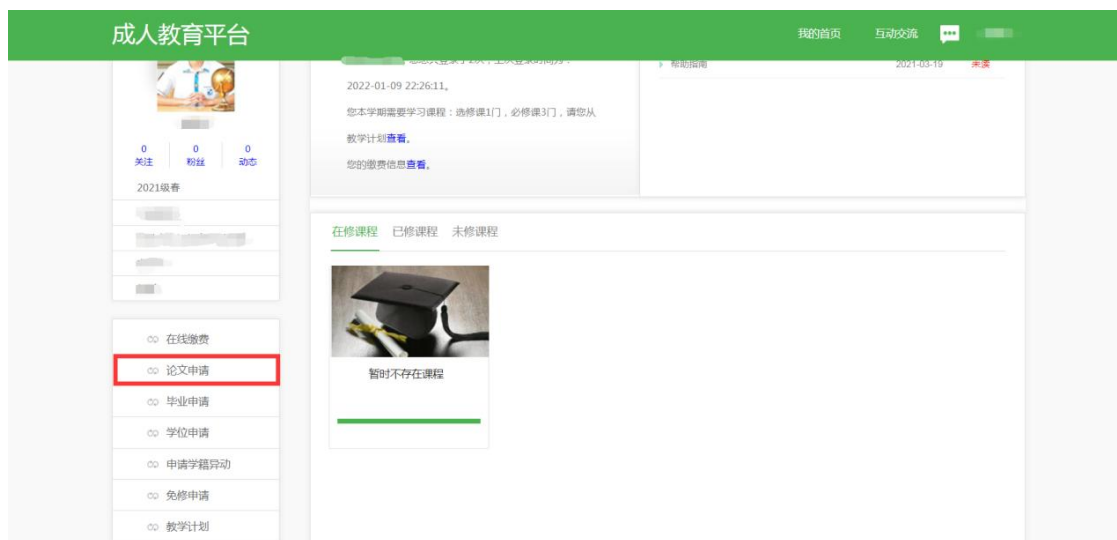 成人教育平台
我的首页 互动交流
帮助指南 2021-03-19 未读
2022-01-09 22:26:11。
您本学期需要学习课程：选修课1门，必修课3门，请您从
教学计划查看。
您的缴费信息查看。
0 0 0
关注 粉丝 动态
2021级春
在修课程 已修课程 未修课程
暂时不存在课程
在线缴费
论文申请
毕业申请
学位申请
申请学籍异动
免修申请
教学计划